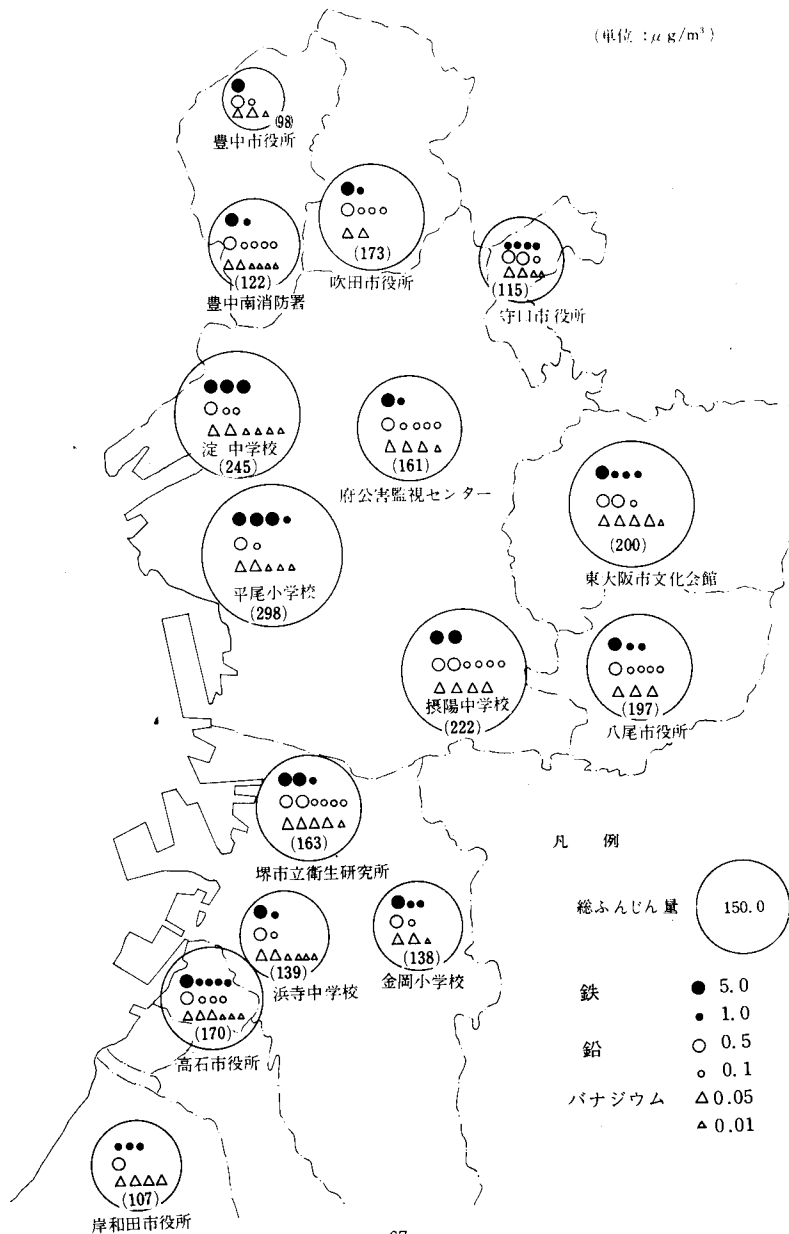 (単位:μg/m³)
(98)
豊中市役所
(122)
豊中南消防署
(173)
吹田市役所
(115)
守口市役所
淀中学校
(245)
(161)
府公害監視センター
(200)
東大阪市文化会館
平尾小学校
(298)
摂陽中学校
(222)
(197)
八尾市役所
(163)
堺市立衛生研究所
(139)
浜寺中学校
(138)
金岡小学校
(170)
高石市役所
(107)
岸和田市役所
凡 例
総ふんじん量 150.0
鉄 5.0
1.0
鉛 0.5
0.1
バナジウム 0.05
0.01
67